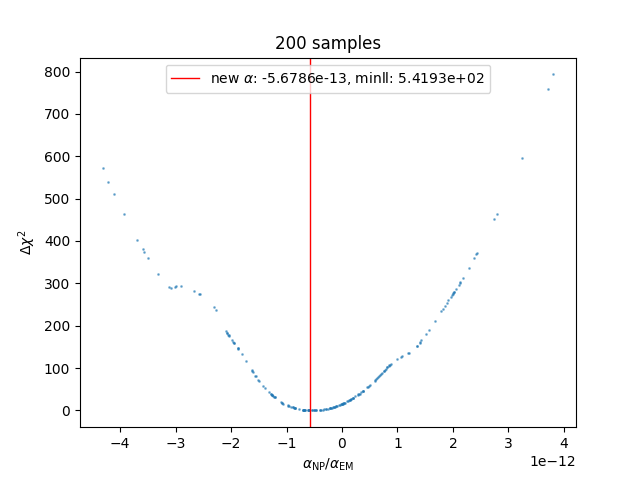 200 samples
new α: -5.6786e-13, minll: 5.4193e+02
Δχ²
800
700
600
500
400
300
200
100
0
−4 −3 −2 −1 0 1 2 3 4
1e−12
α_NP/α_EM